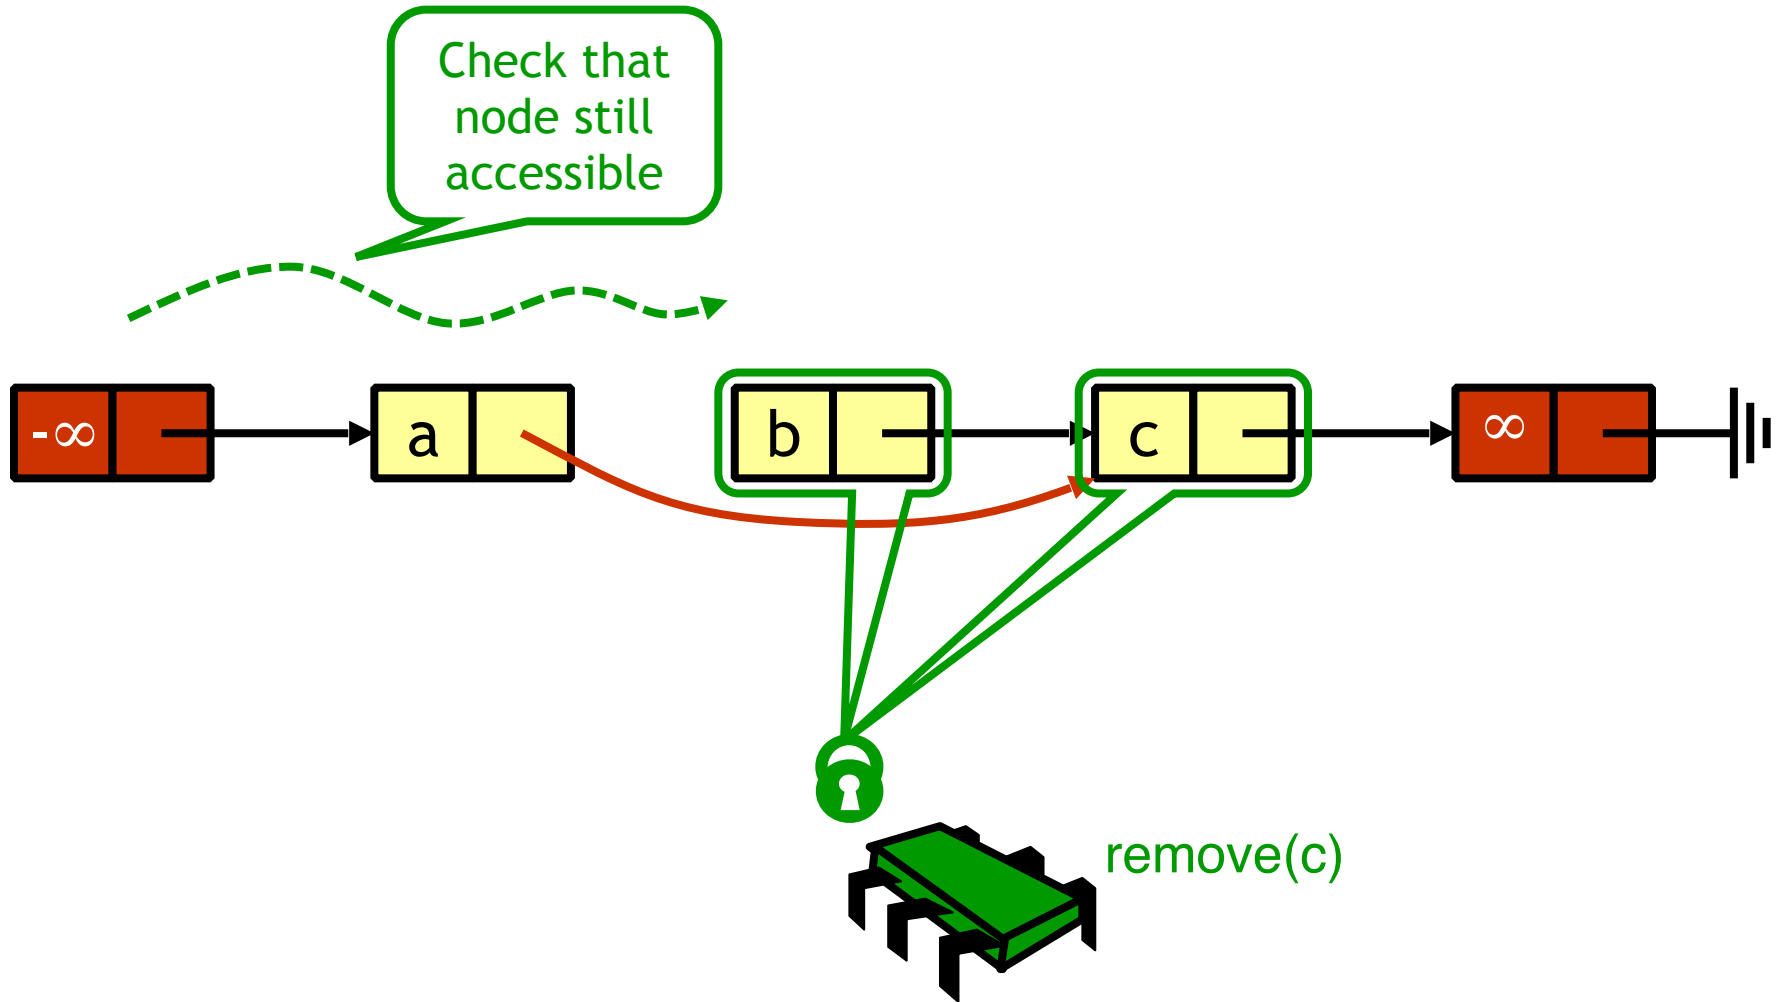 Check that
node still
accessible
-∞
a
b
c
∞
remove(c)